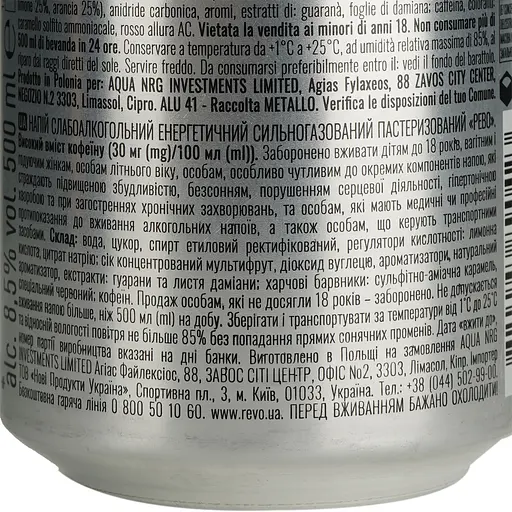 limone 25%, arancia 25%), anidride carbonica, aromi, estratti di: guaranà, foglie di damiana; caffeina, coloranti:
caramello solfito ammoniacale, rosso allura AC. Vietata la vendita ai minori di anni 18. Non consumare più di
500 ml di bevanda in 24 ore. Conservare a temperatura da +1°C a +25°C, ad umidità relativa massima di 85%, al
riparo dai raggi diretti del sole. Servire freddo. Da consumarsi preferibilmente entro il: vedi il fondo del barattolo.
Prodotto in Polonia per: AQUA NRG INVESTMENTS LIMITED, Agias Fylaxeos, 88 ZAVOS CITY CENTER,
NEGOZIO N.2 3303, Limassol, Cipro. ALU 41 - Raccolta METALLO. Verifica le disposizioni del tuo Comune.
UA НАПІЙ СЛАБОАЛКОГОЛЬНИЙ ЕНЕРГЕТИЧНИЙ СИЛЬНОГАЗОВАНИЙ ПАСТЕРИЗОВАНИЙ «РЕВО».
Високий вміст кофеїну (30 мг (mg)/100 мл (ml)). Заборонено вживати дітям до 18 років, вагітним і
годуючим жінкам, особам літнього віку, особам, особливо чутливим до окремих компонентів напою, які
страждають підвищеною збудливістю, безсонням, порушенням серцевої діяльності, гіпертонічною
хворобою та при загостреннях хронічних захворювань, та особам, які мають медичні чи професійні
протипоказання до вживання алкогольних напоїв, а також особам, що керують транспортними
засобами. Склад: вода, цукор, спирт етиловий ректифікований, регулятори кислотності: лимонна
кислота, цитрат натрію; сік концентрований мультифрут, діоксид вуглецю, ароматизатори, натуральний
ароматизатор, екстракти: гуарани та листя даміани; харчові барвники: сульфітно-аміачна карамель,
спеціальний червоний; кофеїн. Продаж особам, які не досягли 18 років – заборонено. Не допускається
вживання напою більше, ніж 500 мл (ml) на добу. Зберігати і транспортувати за температури від 1°C до 25°C
та відносній вологості повітря не більше 85% без попадання прямих сонячних променів. Дата «вжити до»,
номер партії виробництва вказані на дні банки. Виготовлено в Польщі на замовлення AQUA NRG
INVESTMENTS LIMITED Агіас Файлексіос, 88, ЗАВОС СІТІ ЦЕНТР, ОФІС №2, 3303, Лімасол, Кіпр. Імпортер
ТОВ «Нові Продукти Україна», Спортивна пл., 3, м. Київ, 01033, Україна. Тел.: +38 (044) 502-99-00.
Безкоштовна гаряча лінія 0 800 50 10 60. www.revo.ua. ПЕРЕД ВЖИВАННЯМ БАЖАНО ОХОЛОДИТИ
alc. 8.5% vol. 500 ml e